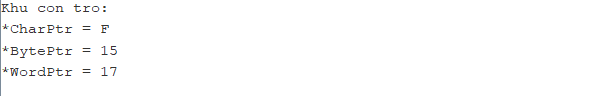 Khu con tro:
*CharPtr = F
*BytePtr = 15
*WordPtr = 17